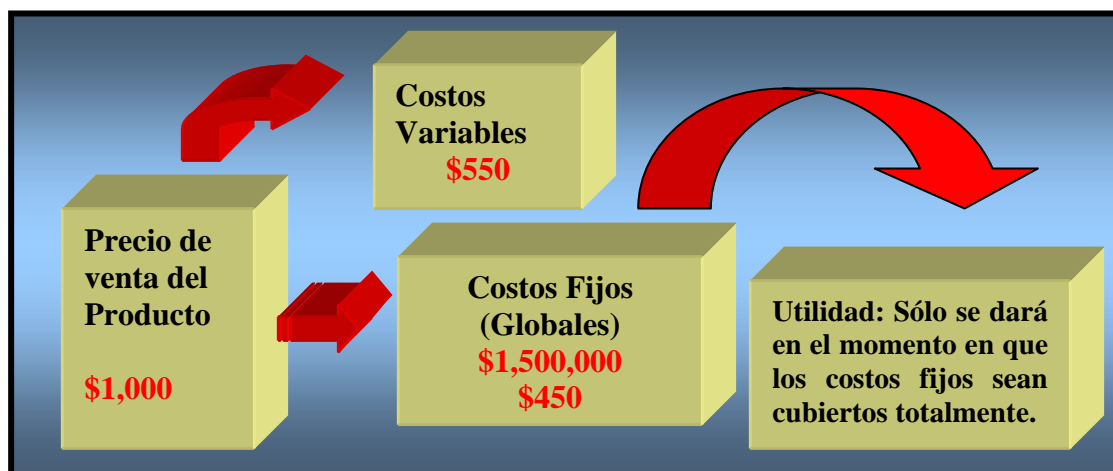 Costos
Variables
$550
Precio de
venta del
Producto
$1,000
Costos Fijos
(Globales)
$1,500,000
$450
Utilidad: Sólo se dará
en el momento en que
los costos fijos sean
cubiertos totalmente.